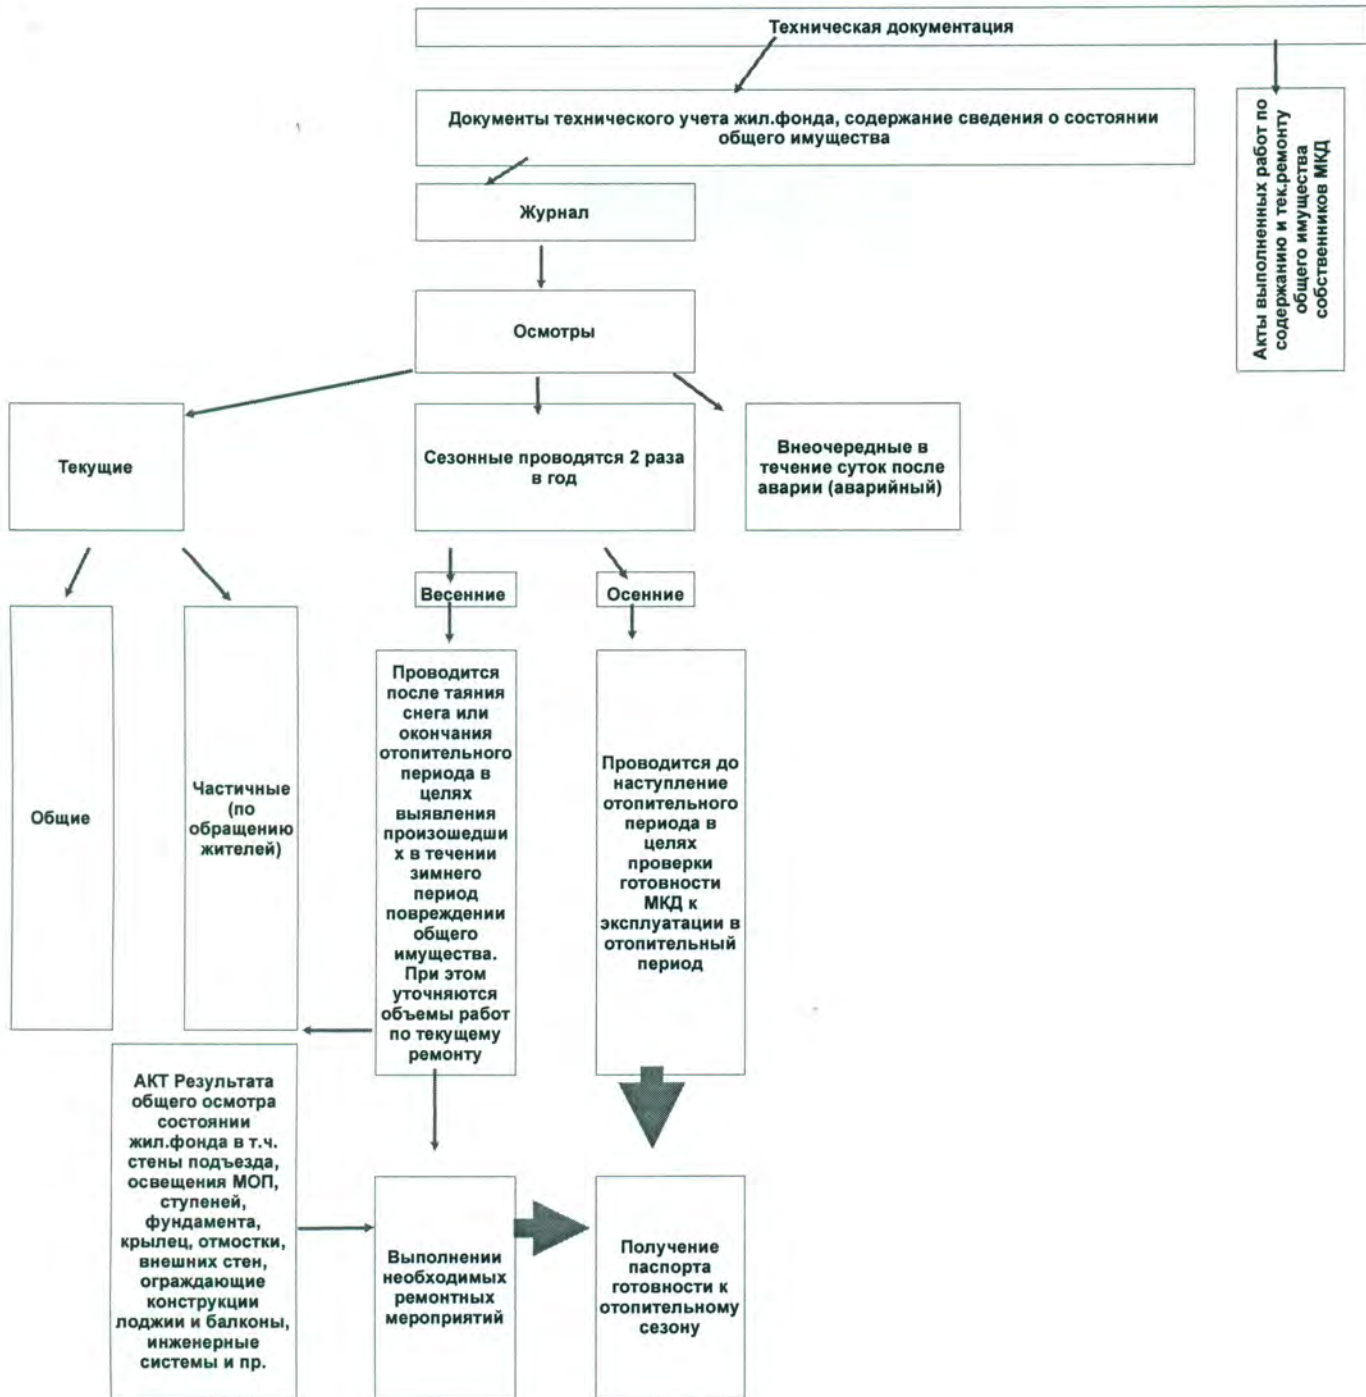 Техническая документация
Документы технического учета жил.фонда, содержание сведения о состоянии
общего имущества
Акты выполненных работ по
содержанию и тек.ремонту
общего имущества
собственников МКД
Журнал
Осмотры
Текущие
Сезонные проводятся 2 раза
в год
Внеочередные в
течение суток после
аварии (аварийный)
Весенние
Осенние
Общие
Частичные
(по
обращению
жителей)
Проводится
после таяния
снега или
окончания
отопительного
периода в
целях
выявления
произошедши
х в течении
зимнего
период
повреждении
общего
имущества.
При этом
уточняются
объемы работ
по текущему
ремонту
Проводится до
наступление
отопительного
периода в
целях
проверки
готовности
МКД к
эксплуатации в
отопительный
период
АКТ Результата
общего осмотра
состоянии
жил.фонда в т.ч.
стены подъезда,
освещения МОП,
ступеней,
фундамента,
крылец, отмостки,
внешних стен,
ограждающие
конструкции
лоджии и балконы,
инженерные
системы и пр.
Выполнении
необходимых
ремонтных
мероприятий
Получение
паспорта
готовности к
отопительному
сезону